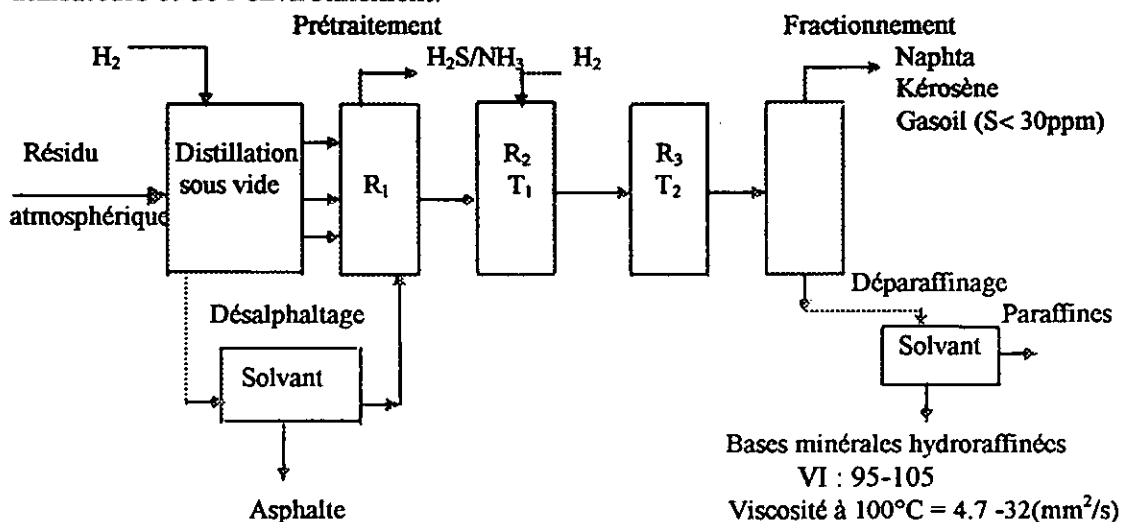 Prétraitement
Fractionnement
H₂
H₂S/NH₃
H₂
Naphta
Kérosène
Gasoil (S< 30ppm)
Résidu
atmosphérique
Distillation
sous vide
R₁
R₂
T₁
R₃
T₂
Désalphaltage
Solvant
Asphalte
Déparaffinage
Paraffines
Solvant
Bases minérales hydroraffinées
VI : 95-105
Viscosité à 100°C = 4.7 -32(mm²/s)